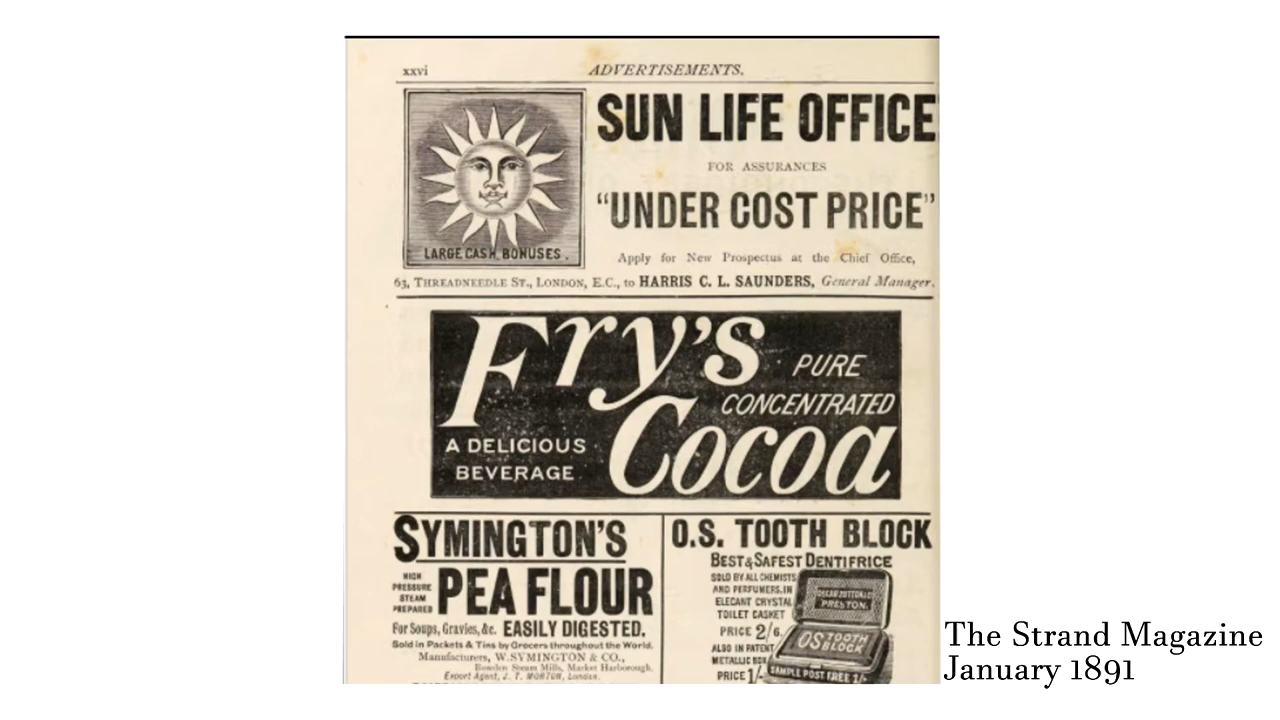 xxvi
ADVERTISEMENTS.
LARGE CASH BONUSES.
SUN LIFE OFFICE
FOR ASSURANCES
“UNDER COST PRICE”
Apply for New Prospectus at the Chief Office,
63, THREADNEEDLE ST., LONDON, E.C., to HARRIS C. L. SAUNDERS, General Manager.
Fry's
PURE
CONCENTRATED
Cocoa
A DELICIOUS
BEVERAGE
SYMINGTON'S
HIGH
PRESSURE
STEAM
PREPARED
PEA FLOUR
For Soups, Gravies, &c. EASILY DIGESTED.
Sold in Packets & Tins by Grocers throughout the World.
Manufacturers, W. SYMINGTON & CO.,
Bowden Steam Mills, Market Harborough.
Export Agent, J. T. MORTON, London.
O.S. TOOTH BLOCK
BEST & SAFEST DENTIFRICE
SOLD BY ALL CHEMISTS
AND PERFUMERS, IN
ELEGANT CRYSTAL
TOILET CASKET
PRICE 2/6.
ALSO IN PATENT
METALLIC BOX
PRICE 1/-
PRESTON.
OS TOOTH
BLOCK
SAMPLE POST FREE 1/-
The Strand Magazine
January 1891